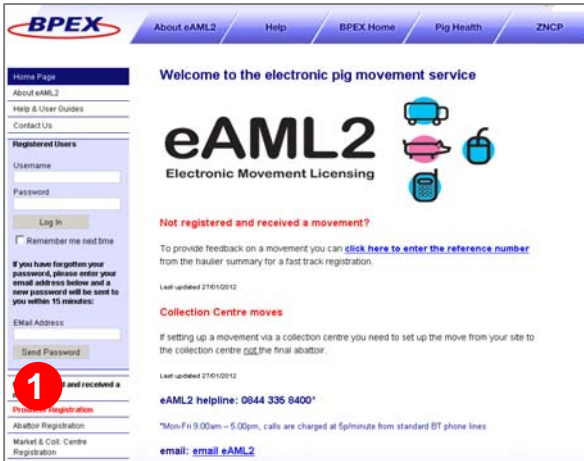 BPEX
About eAML2
Help
BPEX Home
Pig Health
ZNCP
Home Page
About eAML2
Help & User Guides
Contact Us
Registered Users
Username
Password
Log In
Remember me next time
If you have forgotten your
password, please enter your
email address below and a
new password will be sent to
you within 15 minutes:
EMail Address
Send Password
ed and received a
1
Producer Registration
Abattoir Registration
Market & Coll. Centre
Registration
Welcome to the electronic pig movement service
eAML2
Electronic Movement Licensing
Not registered and received a movement?
To provide feedback on a movement you can click here to enter the reference number
from the haulier summary for a fast track registration.
Last updated 27/01/2012
Collection Centre moves
If setting up a movement via a collection centre you need to set up the move from your site to
the collection centre not the final abattoir.
Last updated 27/01/2012
eAML2 helpline: 0844 335 8400*
*Mon-Fri 9.00am – 5.00pm, calls are charged at 5p/minute from standard BT phone lines
email: email eAML2